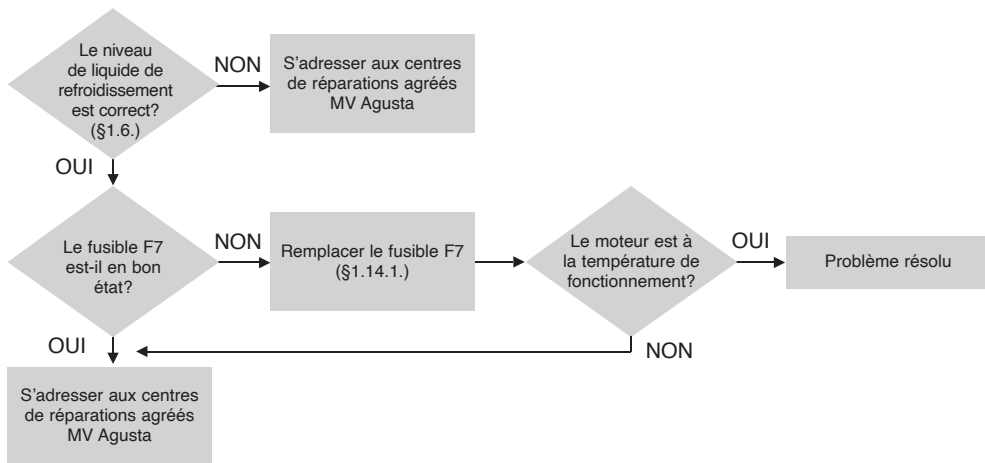 Le niveau
de liquide de
refroidissement
est correct?
(§1.6.)
NON
S'adresser aux centres
de réparations agréés
MV Agusta
OUI
Le fusible F7
est-il en bon
état?
NON
Remplacer le fusible F7
(§1.14.1.)
Le moteur est à
la température de
fonctionnement?
OUI
Problème résolu
OUI
NON
S'adresser aux centres
de réparations agréés
MV Agusta